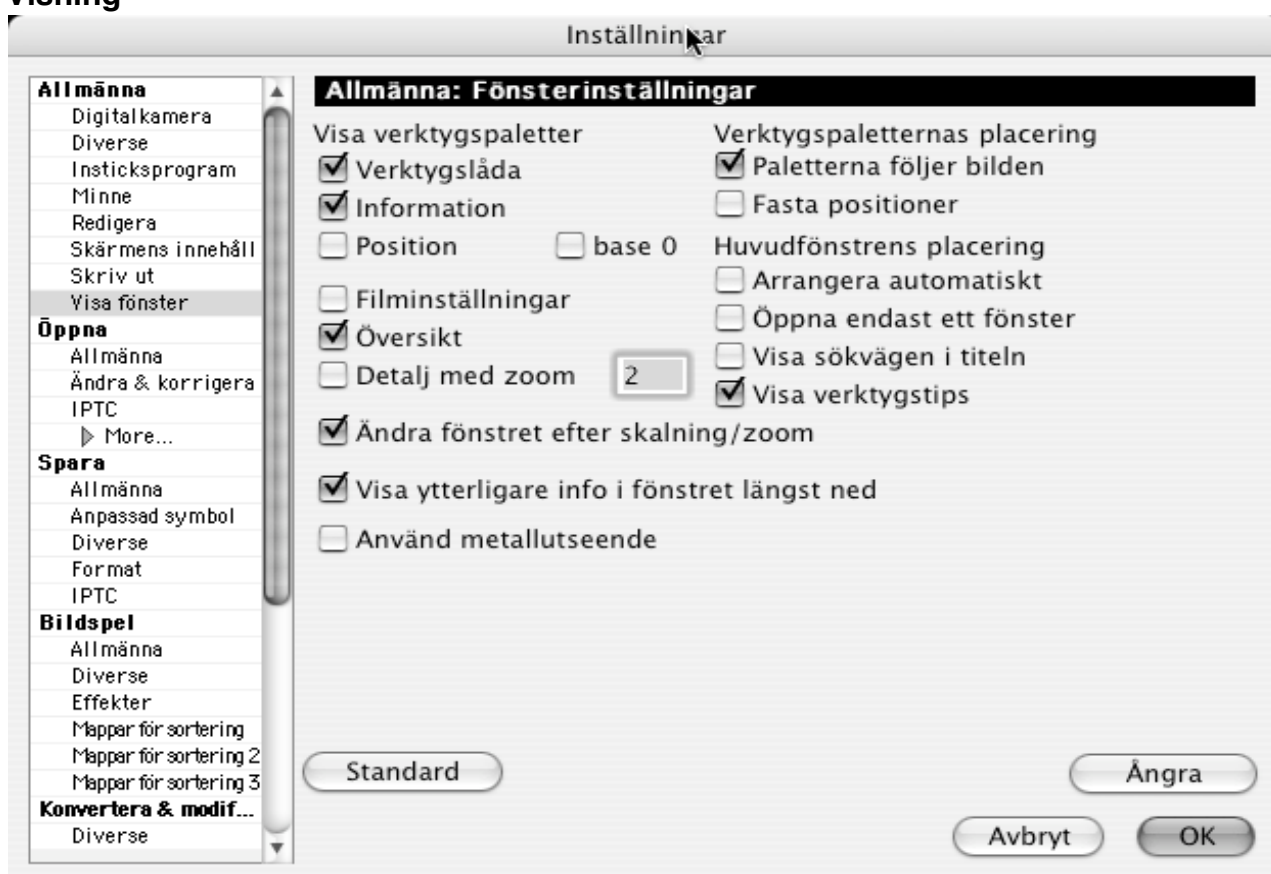 Visning
Inställningar
Allmänna
Digitalkamera
Diverse
Insticksprogram
Minne
Redigera
Skärmens innehåll
Skriv ut
Visa fönster
Öppna
Allmänna
Ändra & korrigera
IPTC
More...
Spara
Allmänna
Anpassad symbol
Diverse
Format
IPTC
Bildspel
Allmänna
Diverse
Effekter
Mappar för sortering
Mappar för sortering 2
Mappar för sortering 3
Konvertera & modif...
Diverse
Allmänna: Fönsterinställningar
Visa verktygspaletter
Verktygslåda
Information
Position
base 0
Filminställningar
Översikt
Detalj med zoom
2
Verktygspaletternas placering
Paletterna följer bilden
Fasta positioner
Huvudfönstrens placering
Arrangera automatiskt
Öppna endast ett fönster
Visa sökvägen i titeln
Visa verktygstips
Ändra fönstret efter skalning/zoom
Visa ytterligare info i fönstret längst ned
Använd metallutseende
Standard
Ångra
Avbryt
OK